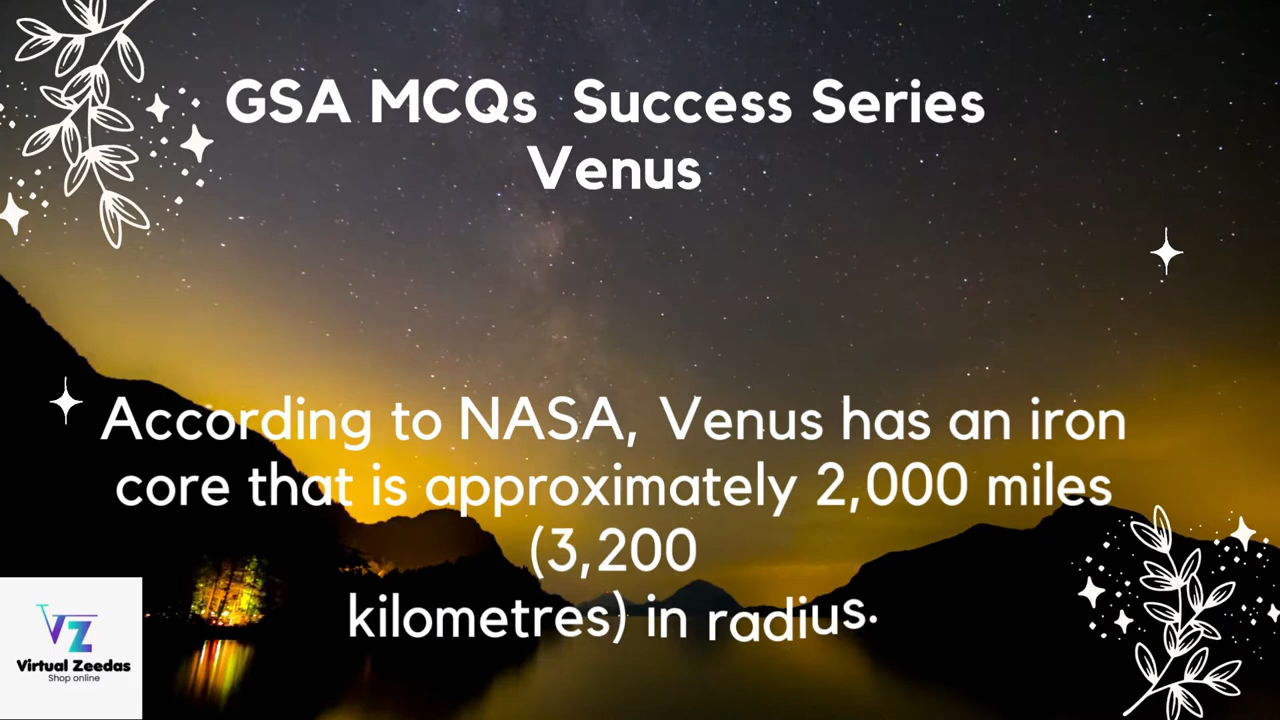 GSA MCQs Success Series
Venus
According to NASA, Venus has an iron
core that is approximately 2,000 miles
(3,200
kilometres) in radius.
VZ
Virtual Zeedas
Shop online